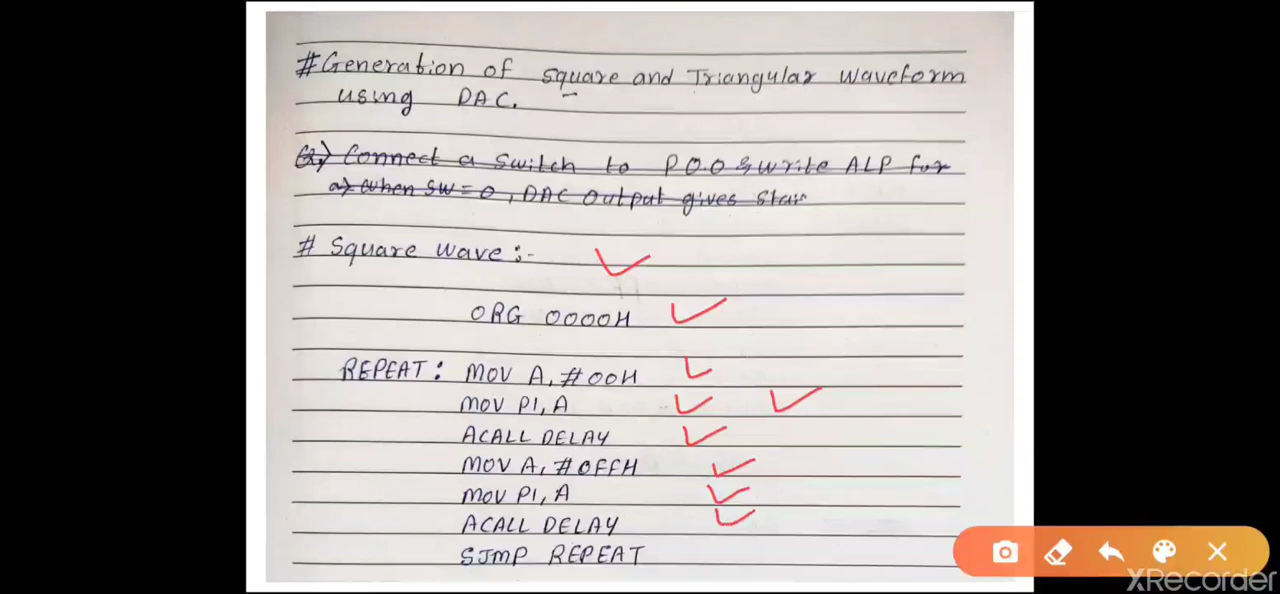 #Generation of square and Triangular waveform
using DAC.
Q,) Connect a switch to P0.0 & write ALP for
a) when SW=0, DAC output gives stair
# Square wave:-
ORG 0000H
REPEAT: MOV A, #00H
MOV P1, A
ACALL DELAY
MOV A, #0FFH
MOV P1, A
ACALL DELAY
SJMP REPEAT
XRecorder